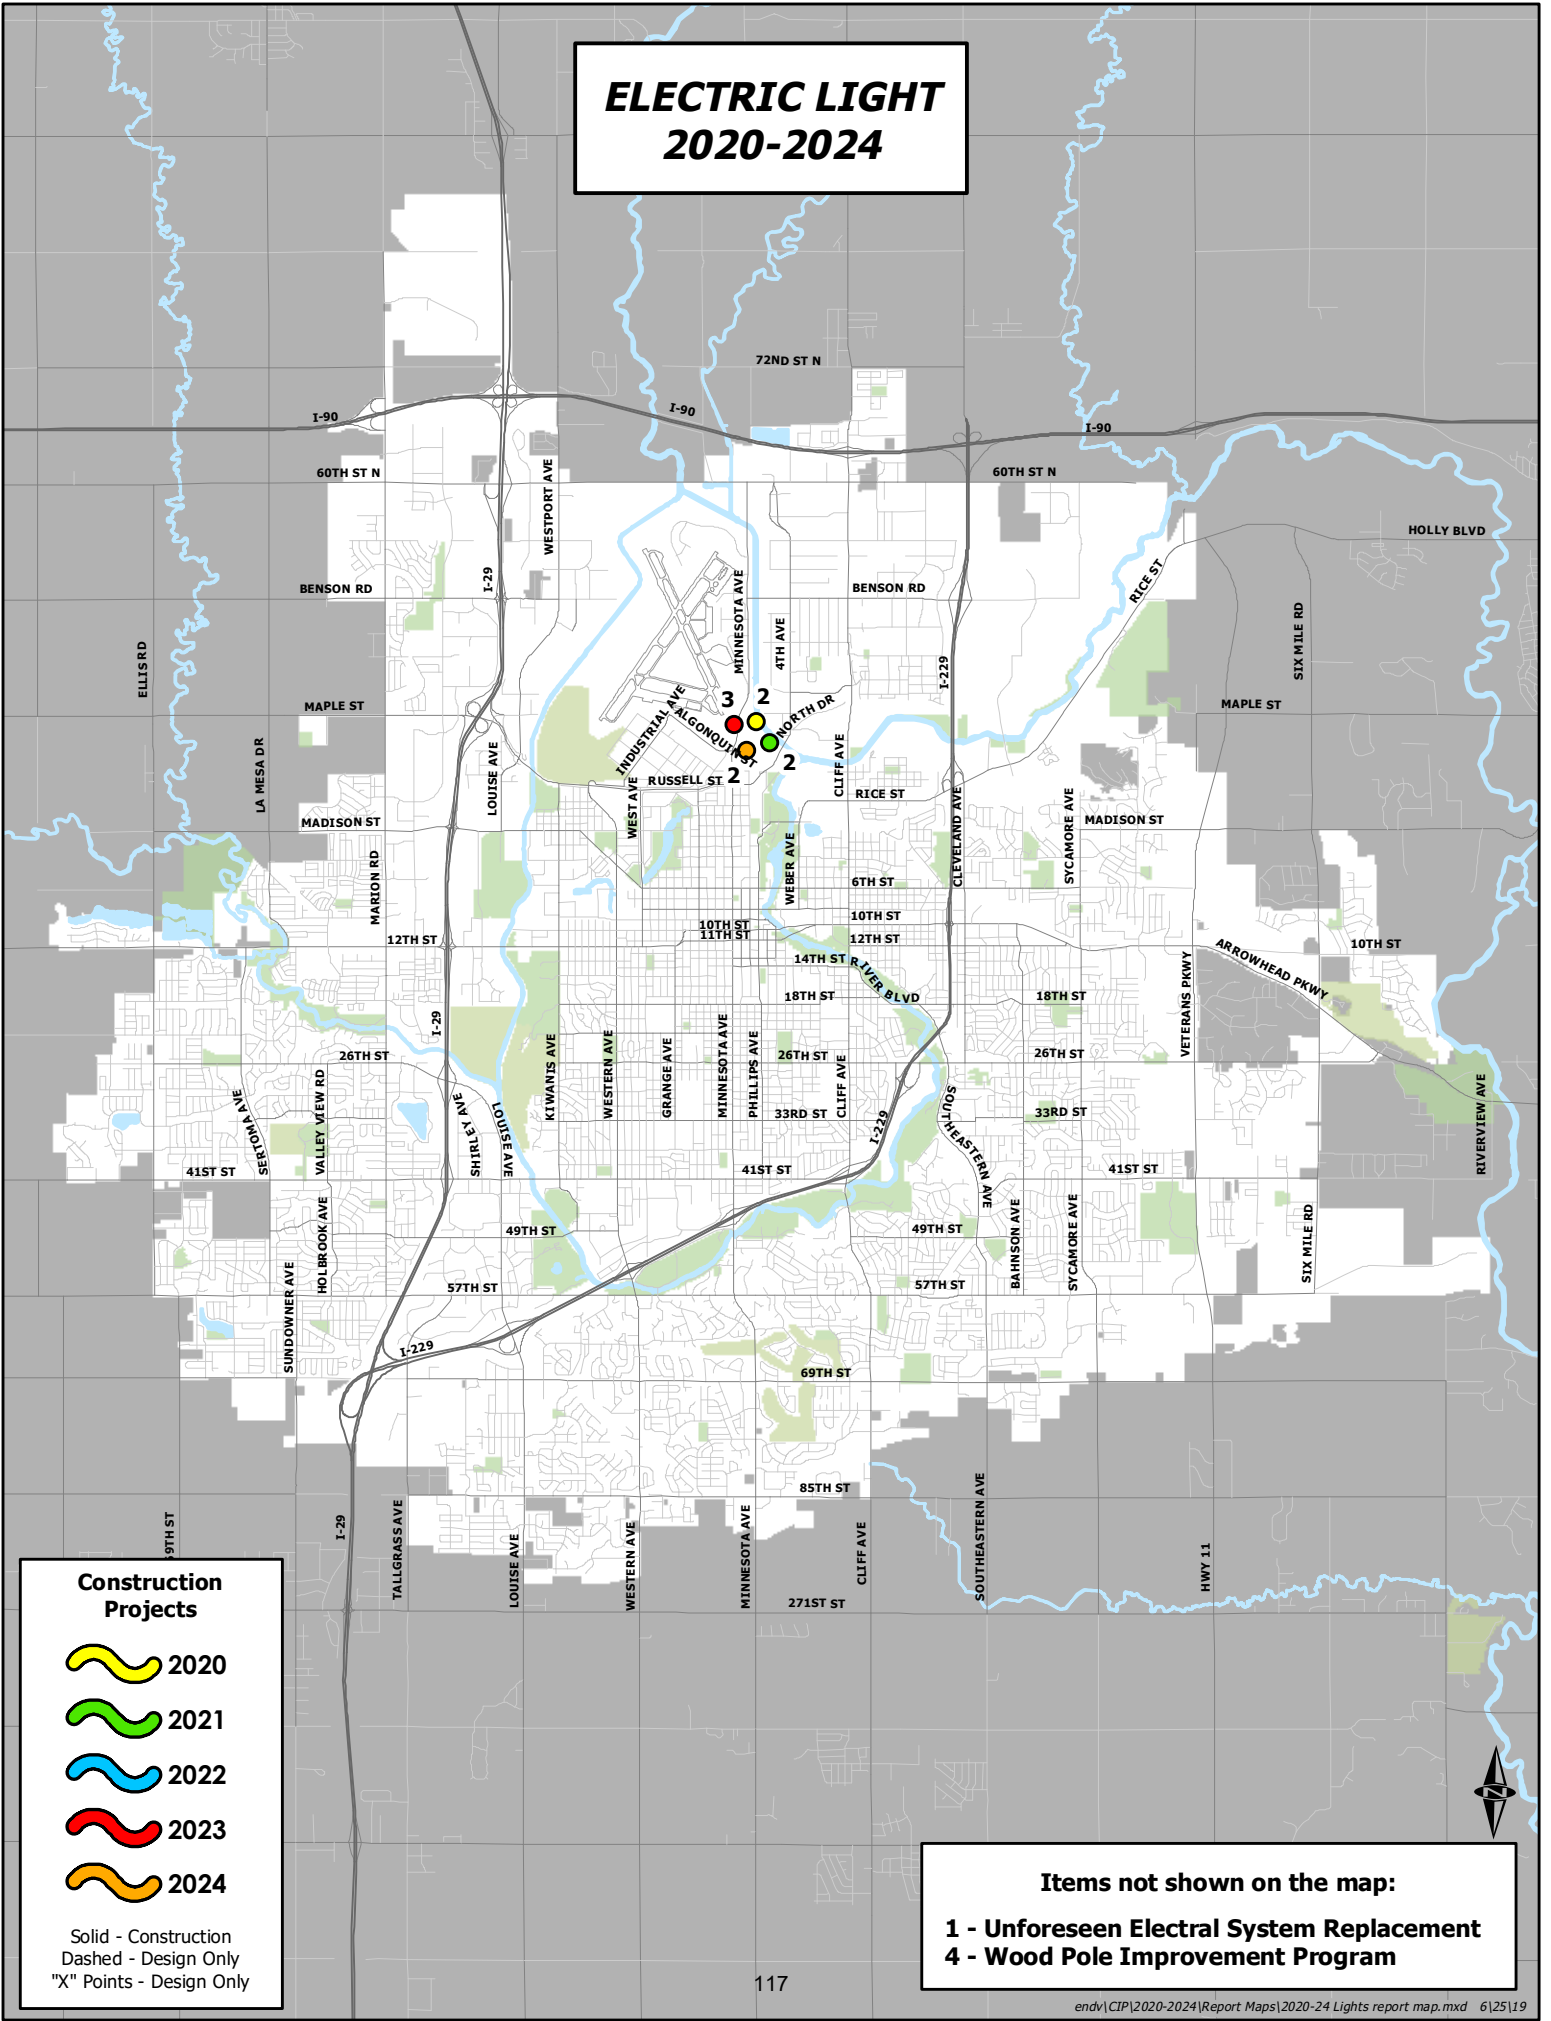 ELECTRIC LIGHT
2020-2024
72ND ST N
I-90
I-90
I-90
60TH ST N
60TH ST N
WESTPORT AVE
HOLLY BLVD
I-29
BENSON RD
BENSON RD
MINNESOTA AVE
4TH AVE
RICE ST
SIX MILE RD
ELLIS RD
I-229
MAPLE ST
MAPLE ST
3
2
NORTH DR
INDUSTRIAL AVE
ALGONQUIN ST
2
2
LA MESA DR
LOUISE AVE
RUSSELL ST
WEST AVE
CLIFF AVE
RICE ST
CLEVELAND AVE
SYCAMORE AVE
MADISON ST
MADISON ST
MARION RD
WEBER AVE
6TH ST
10TH ST
11TH ST
10TH ST
12TH ST
12TH ST
10TH ST
14TH ST
RIVER BLVD
ARROWHEAD PKWY
VETERANS PKWY
18TH ST
18TH ST
I-29
26TH ST
KIWANIS AVE
WESTERN AVE
GRANGE AVE
MINNESOTA AVE
PHILLIPS AVE
26TH ST
CLIFF AVE
26TH ST
SERTOMA AVE
VALLEY VIEW RD
SHIRLEY AVE
LOUISE AVE
33RD ST
I-229
SOUTHEASTERN AVE
33RD ST
RIVERVIEW AVE
41ST ST
41ST ST
41ST ST
HOLBROOK AVE
49TH ST
49TH ST
BAHNSON AVE
SYCAMORE AVE
SIX MILE RD
SUNDOWNER AVE
57TH ST
57TH ST
I-229
69TH ST
85TH ST
69TH ST
I-29
TALLGRASS AVE
LOUISE AVE
WESTERN AVE
MINNESOTA AVE
CLIFF AVE
SOUTHEASTERN AVE
HWY 11
271ST ST
Construction
Projects
2020
2021
2022
2023
2024
Solid - Construction
Dashed - Design Only
"X" Points - Design Only
N
Items not shown on the map:
1 - Unforeseen Electral System Replacement
4 - Wood Pole Improvement Program
117
endv\CIP\2020-2024\Report Maps\2020-24 Lights report map.mxd 6\25\19